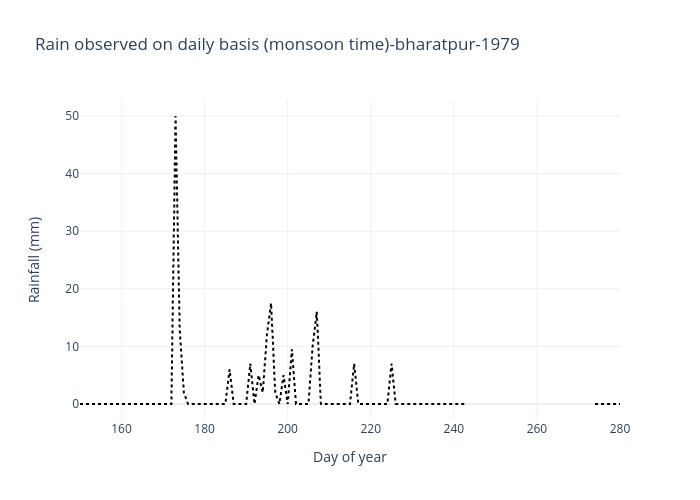 Rain observed on daily basis (monsoon time)-bharatpur-1979
50
40
30
20
10
0
Rainfall (mm)
160 180 200 220 240 260 280
Day of year